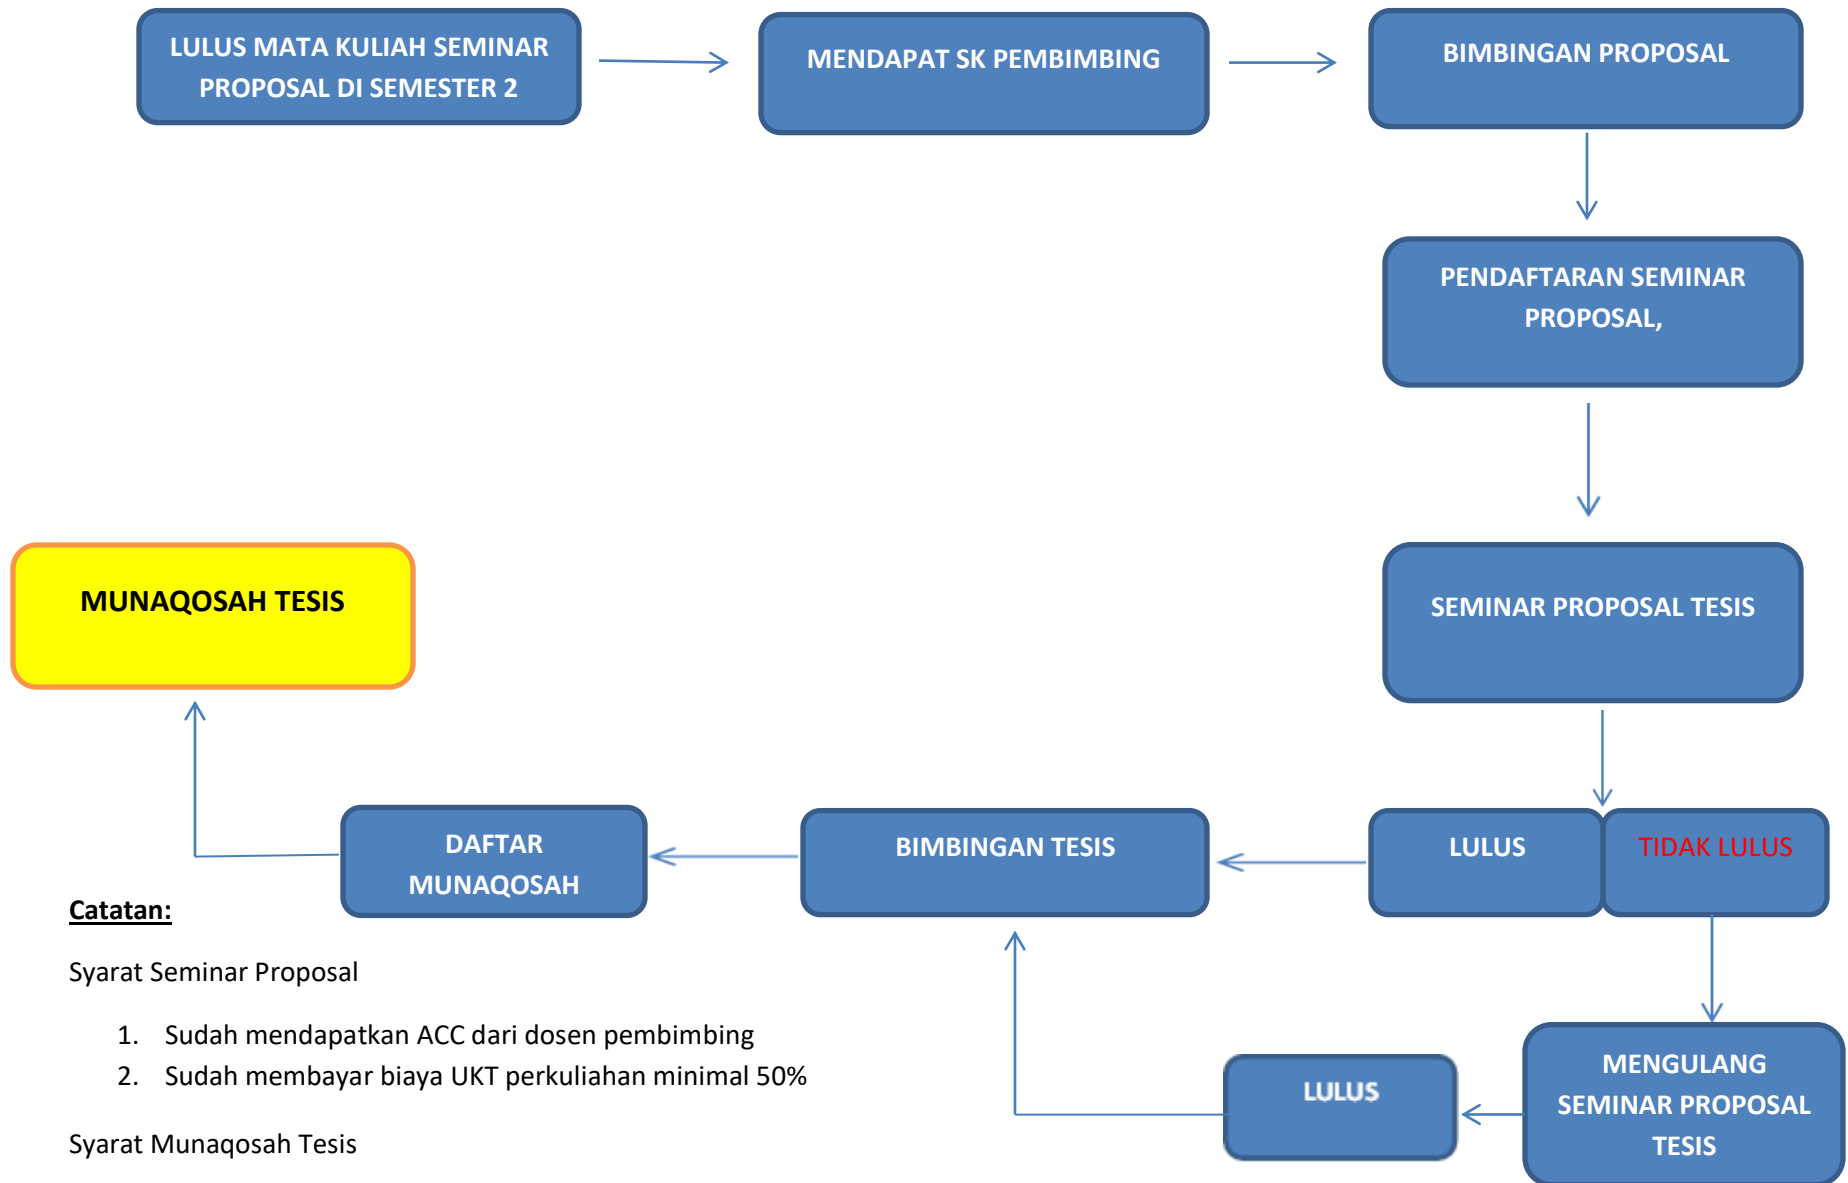 LULUS MATA KULIAH SEMINAR
PROPOSAL DI SEMESTER 2
MENDAPAT SK PEMBIMBING
BIMBINGAN PROPOSAL
PENDAFTARAN SEMINAR
PROPOSAL,
SEMINAR PROPOSAL TESIS
MUNAQOSAH TESIS
LULUS
TIDAK LULUS
BIMBINGAN TESIS
DAFTAR
MUNAQOSAH
MENGULANG
SEMINAR PROPOSAL
TESIS
LULUS
Catatan:
Syarat Seminar Proposal
1. Sudah mendapatkan ACC dari dosen pembimbing
2. Sudah membayar biaya UKT perkuliahan minimal 50%
Syarat Munaqosah Tesis